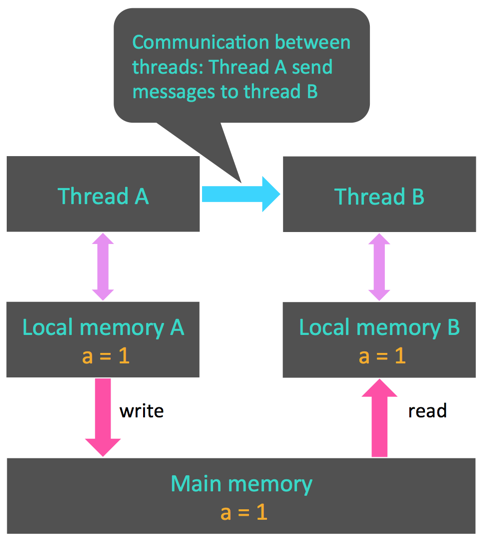 Communication between
threads: Thread A send
messages to thread B
Thread A
Thread B
Local memory A
a = 1
Local memory B
a = 1
write
read
Main memory
a = 1